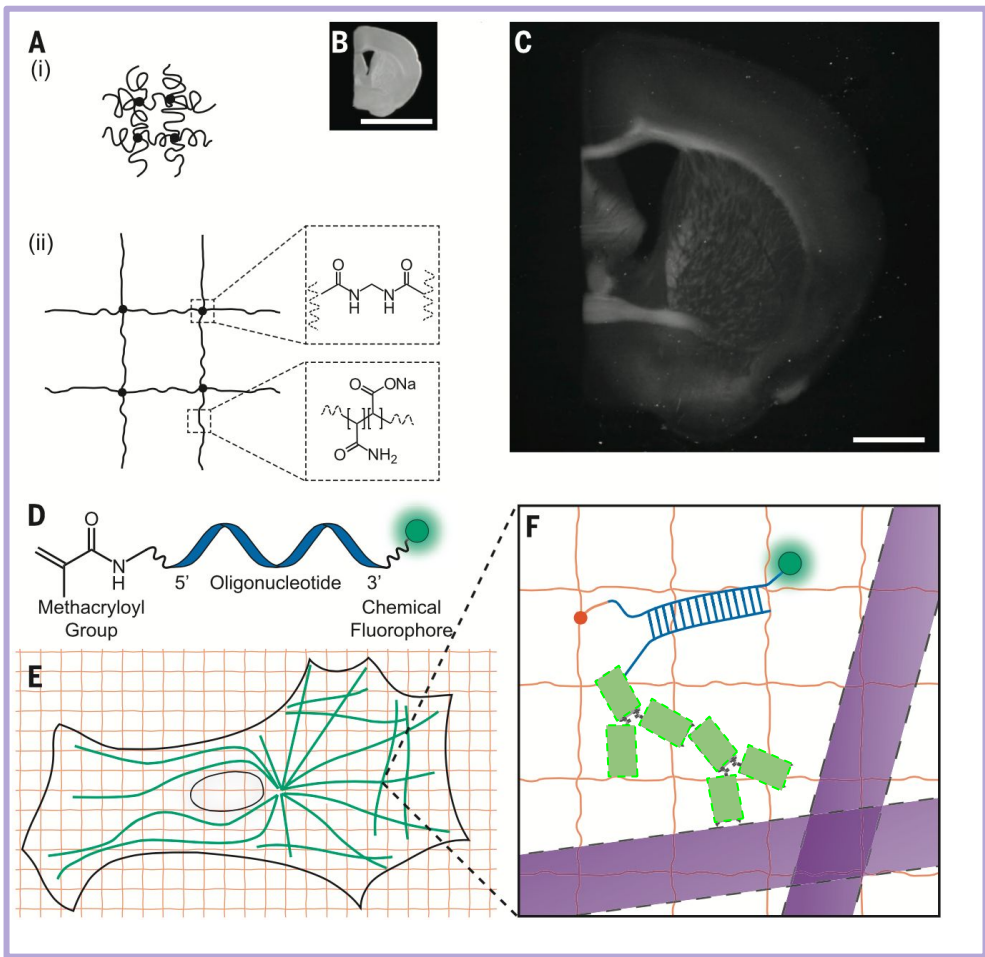 A
(i)
B
C
(ii)
O
O
N
H
N
H
O
ONa
O
NH2
D
O
N
H
5’
Oligonucleotide
3’
Methacryloyl
Group
Chemical
Fluorophore
E
F